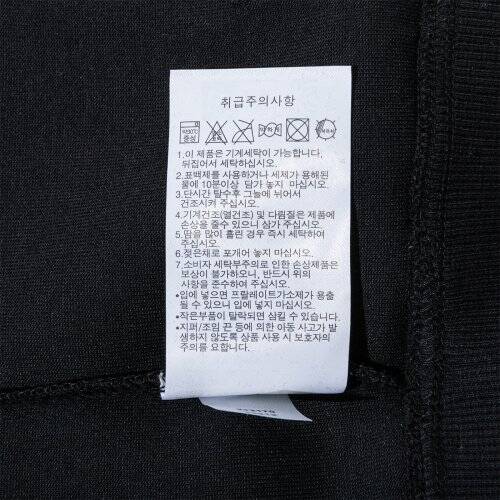 취급주의사항
약30℃
중성
1.이 제품은 기계세탁이 가능합니다.
뒤집어서 세탁하십시오.
2.표백제를 사용하거나 세제가 용해된
물에 10분이상 담가 놓지 마십시오.
3.단시간 탈수후 그늘에 뉘어서
건조시켜 주십시오.
4.기계건조(열건조) 및 다림질은 제품에
손상을 줄수 있으니 삼가 주십시오.
5.땀을 많이 흘린 경우 즉시 세탁하여
주십시오.
6.젖은채로 포개어 놓지 마십시오.
7.소비자 세탁부주의로 인한 손상제품은
보상이 불가하오니, 반드시 위의
사항을 준수하여 주십시오.
•입에 넣으면 프탈레이트가소제가 용출
될 수 있으니 입에 넣지 마십시오.
•작은부품이 탈락되면 삼킬 수 있습니다.
•지퍼/조임 끈 등에 의한 아동 사고가 발
생하지 않도록 상품 사용 시 보호자의
주의를 요합니다.